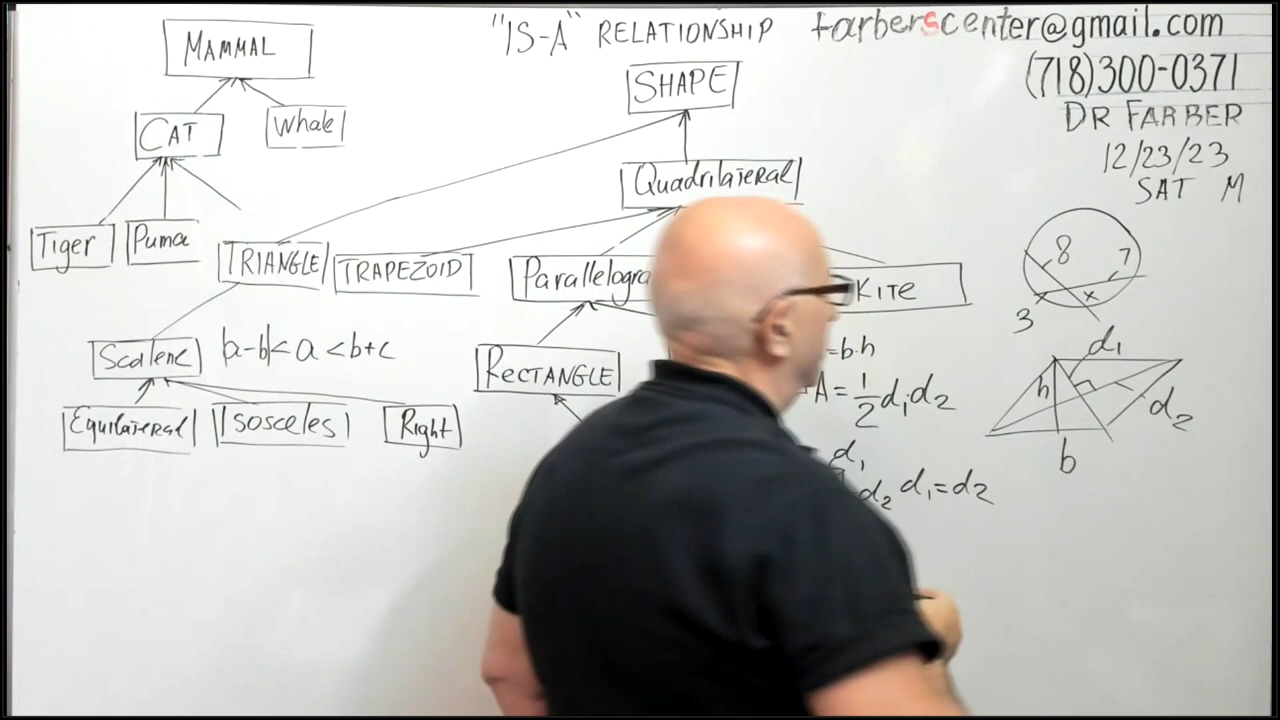 "IS-A" RELATIONSHIP
farberscenter@gmail.com
(718)300-0371
DR FARBER
12/23/23
SAT M
MAMMAL
CAT
Whale
Tiger
Puma
SHAPE
Quadrilateral
TRIANGLE
TRAPEZOID
Parallelogra
KITE
Scalene
|a-b|<a<b+c
Equilateral
Isosceles
Right
RECTANGLE
=b.h
A=1/2d1d2
d1
d2 d1=d2
8
7
3
x
d1
h
d2
b